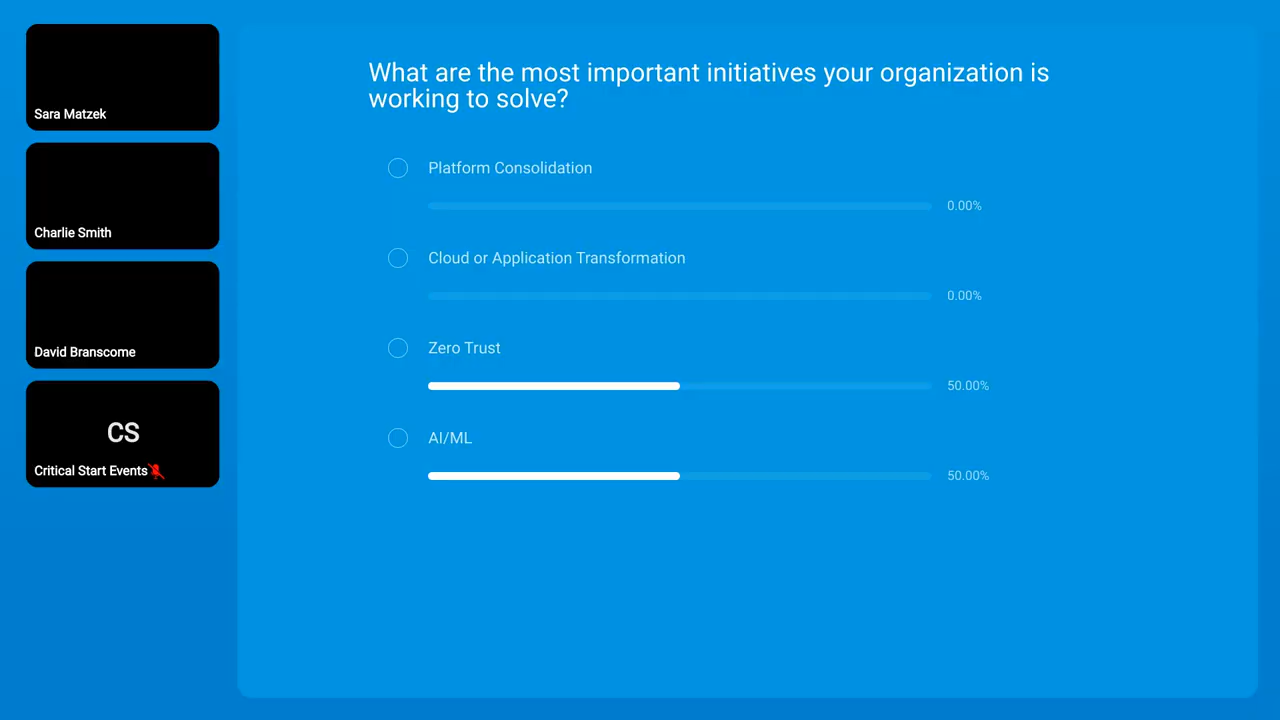 Sara Matzek
Charlie Smith
David Branscome
CS
Critical Start Events
What are the most important initiatives your organization is
working to solve?
Platform Consolidation
0.00%
Cloud or Application Transformation
0.00%
Zero Trust
50.00%
AI/ML
50.00%